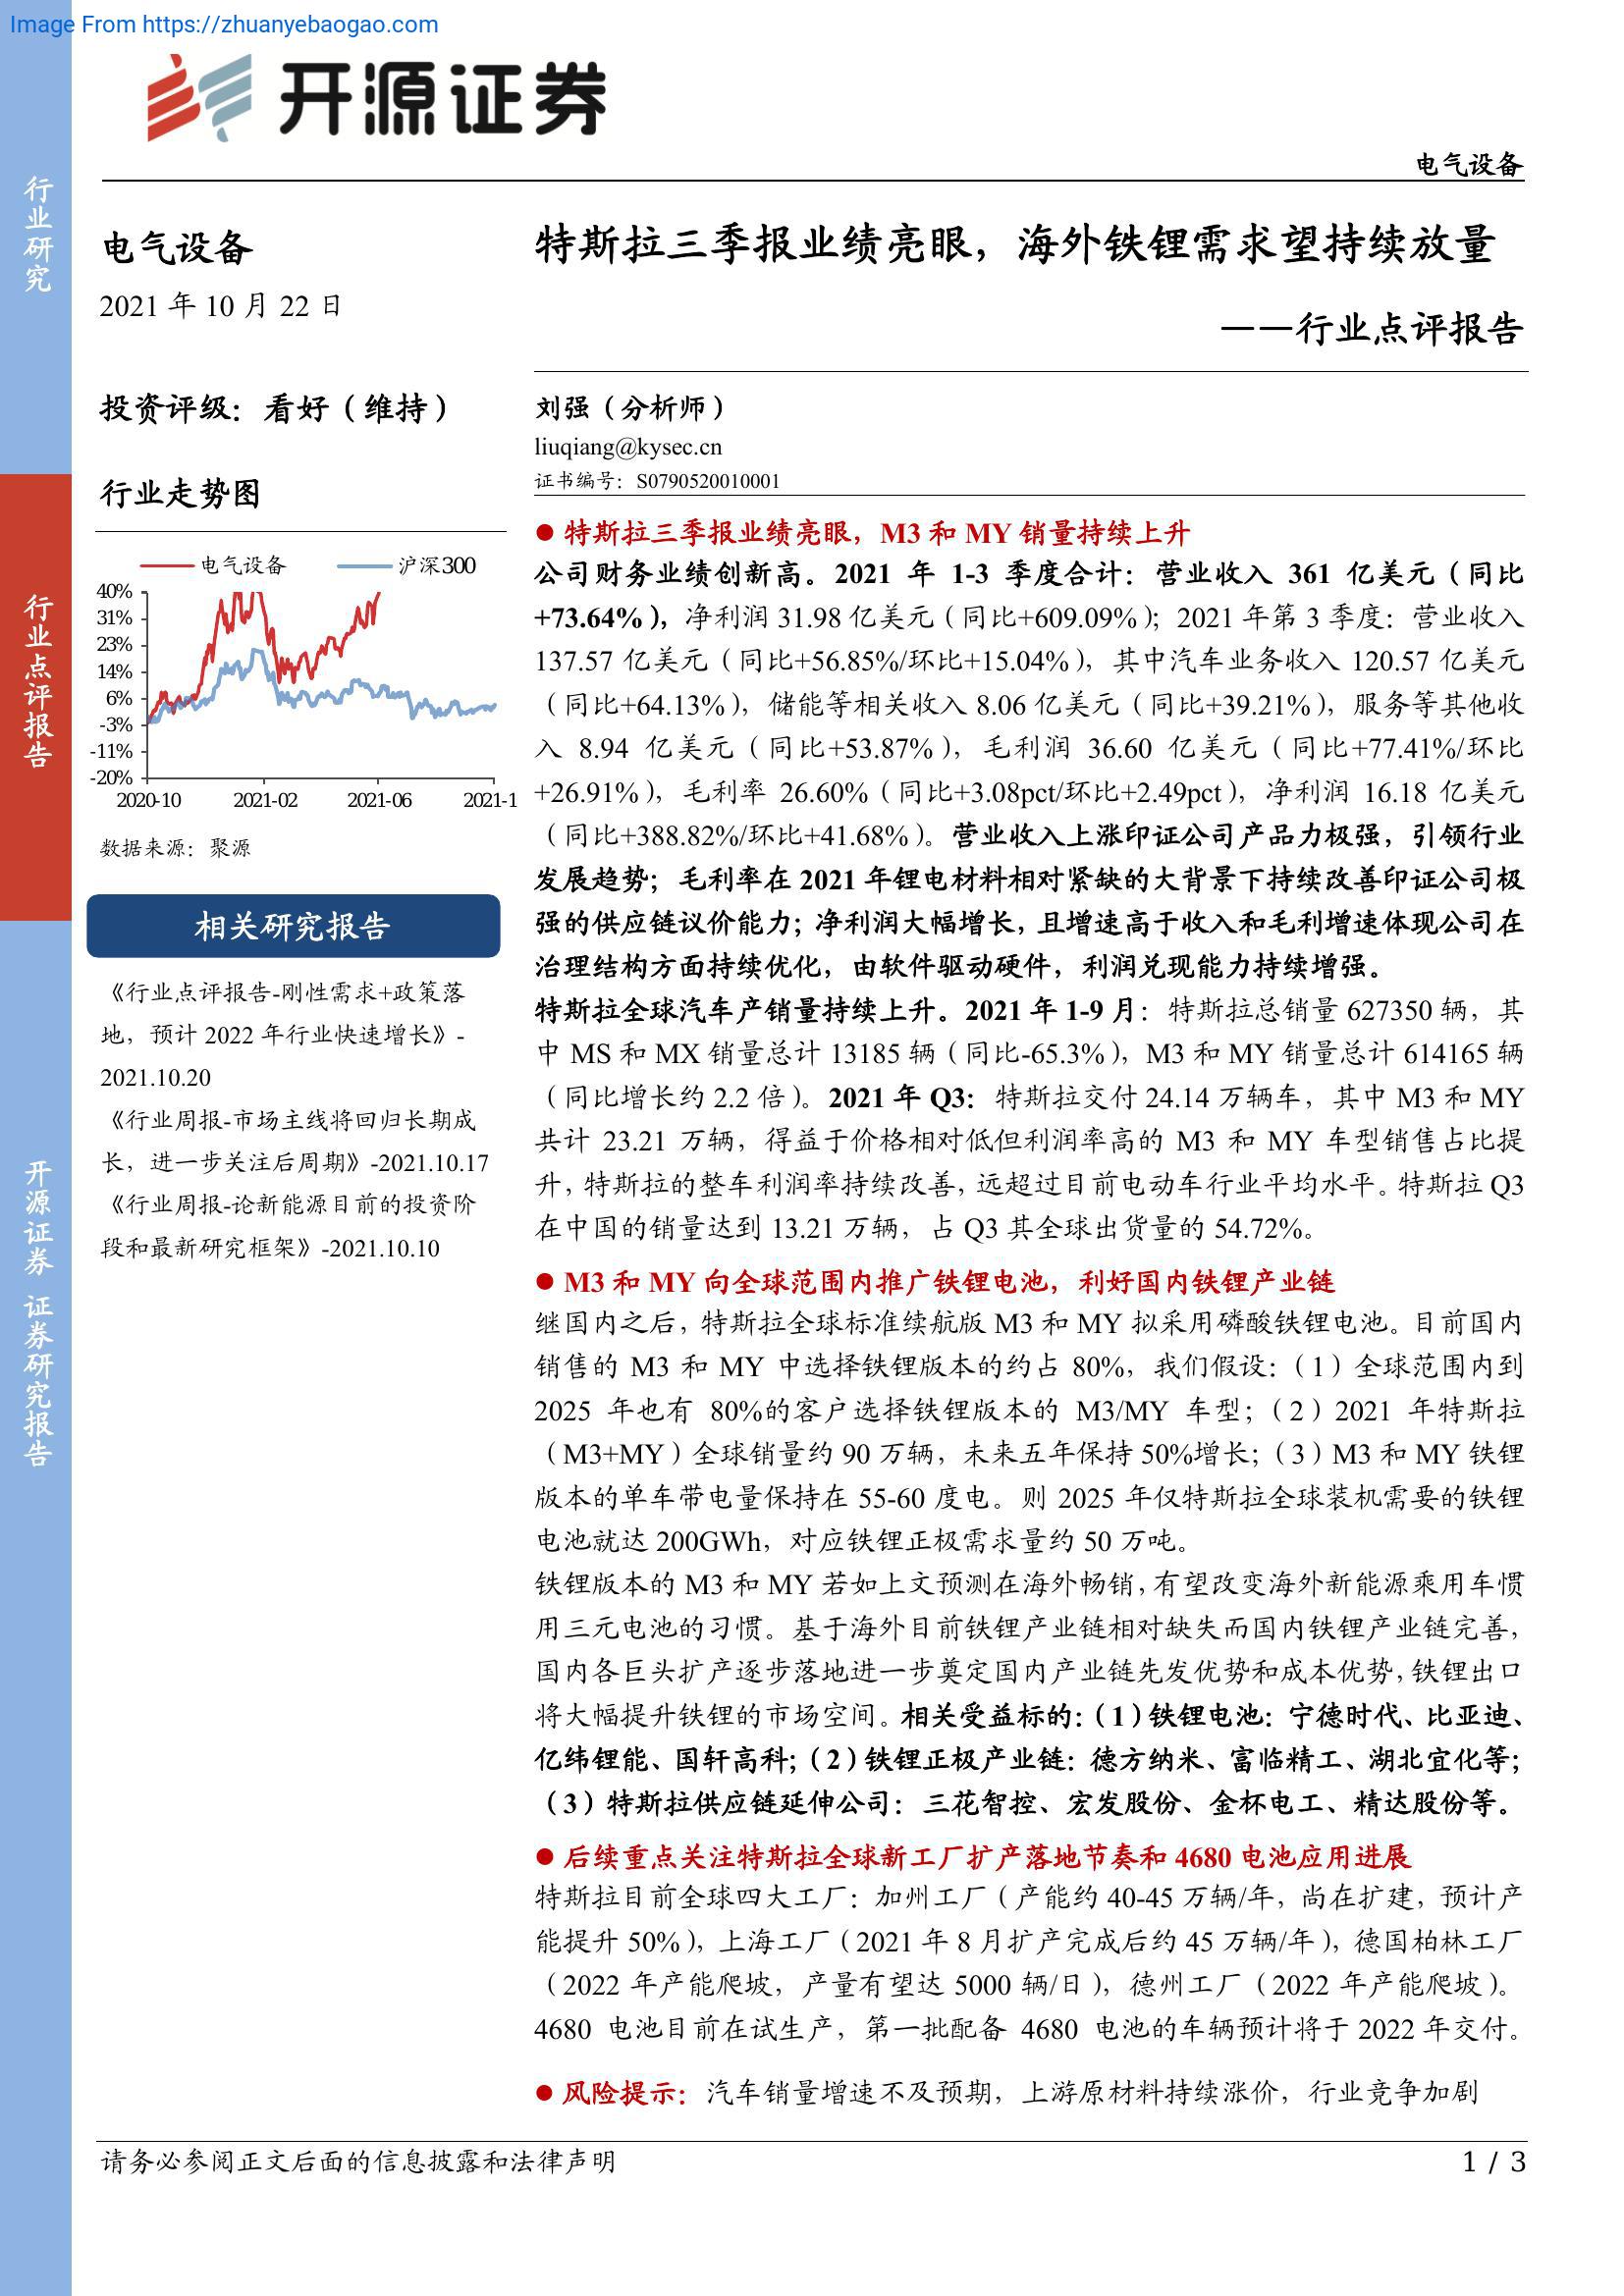 Image From https://zhuanyebaogao.com
开源证券
电气设备
行业研究
行业点评报告
开源证券 证券研究报告
电气设备
2021 年 10 月 22 日
投资评级：看好（维持）
行业走势图
电气设备 沪深300
40%
31%
23%
14%
6%
-3%
-11%
-20%
2020-10 2021-02 2021-06 2021-1
数据来源：聚源
相关研究报告
《行业点评报告-刚性需求+政策落
地，预计 2022 年行业快速增长》-
2021.10.20
《行业周报-市场主线将回归长期成
长，进一步关注后周期》-2021.10.17
《行业周报-论新能源目前的投资阶
段和最新研究框架》-2021.10.10
特斯拉三季报业绩亮眼，海外铁锂需求望持续放量
——行业点评报告
刘强（分析师）
liuqiang@kysec.cn
证书编号：S0790520010001
● 特斯拉三季报业绩亮眼，M3 和 MY 销量持续上升
公司财务业绩创新高。2021 年 1-3 季度合计：营业收入 361 亿美元（同比
+73.64%），净利润 31.98 亿美元（同比+609.09%）；2021 年第 3 季度：营业收入
137.57 亿美元（同比+56.85%/环比+15.04%），其中汽车业务收入 120.57 亿美元
（同比+64.13%），储能等相关收入 8.06 亿美元（同比+39.21%），服务等其他收
入 8.94 亿美元（同比+53.87%），毛利润 36.60 亿美元（同比+77.41%/环比
+26.91%），毛利率 26.60%（同比+3.08pct/环比+2.49pct），净利润 16.18 亿美元
（同比+388.82%/环比+41.68%）。营业收入上涨印证公司产品力极强，引领行业
发展趋势；毛利率在 2021 年锂电材料相对紧缺的大背景下持续改善印证公司极
强的供应链议价能力；净利润大幅增长，且增速高于收入和毛利增速体现公司在
治理结构方面持续优化，由软件驱动硬件，利润兑现能力持续增强。
特斯拉全球汽车产销量持续上升。2021 年 1-9 月：特斯拉总销量 627350 辆，其
中 MS 和 MX 销量总计 13185 辆（同比-65.3%），M3 和 MY 销量总计 614165 辆
（同比增长约 2.2 倍）。2021 年 Q3：特斯拉交付 24.14 万辆车，其中 M3 和 MY
共计 23.21 万辆，得益于价格相对低但利润率高的 M3 和 MY 车型销售占比提
升，特斯拉的整车利润率持续改善，远超过目前电动车行业平均水平。特斯拉 Q3
在中国的销量达到 13.21 万辆，占 Q3 其全球出货量的 54.72%。
● M3 和 MY 向全球范围内推广铁锂电池，利好国内铁锂产业链
继国内之后，特斯拉全球标准续航版 M3 和 MY 拟采用磷酸铁锂电池。目前国内
销售的 M3 和 MY 中选择铁锂版本的约占 80%，我们假设：（1）全球范围内到
2025 年也有 80%的客户选择铁锂版本的 M3/MY 车型；（2）2021 年特斯拉
（M3+MY）全球销量约 90 万辆，未来五年保持 50%增长；（3）M3 和 MY 铁锂
版本的单车带电量保持在 55-60 度电。则 2025 年仅特斯拉全球装机需要的铁锂
电池就达 200GWh，对应铁锂正极需求量约 50 万吨。
铁锂版本的 M3 和 MY 若如上文预测在海外畅销，有望改变海外新能源乘用车惯
用三元电池的习惯。基于海外目前铁锂产业链相对缺失而国内铁锂产业链完善，
国内各巨头扩产逐步落地进一步奠定国内产业链先发优势和成本优势，铁锂出口
将大幅提升铁锂的市场空间。相关受益标的：（1）铁锂电池：宁德时代、比亚迪、
亿纬锂能、国轩高科；（2）铁锂正极产业链：德方纳米、富临精工、湖北宜化等；
（3）特斯拉供应链延伸公司：三花智控、宏发股份、金杯电工、精达股份等。
● 后续重点关注特斯拉全球新工厂扩产落地节奏和 4680 电池应用进展
特斯拉目前全球四大工厂：加州工厂（产能约 40-45 万辆/年，尚在扩建，预计产
能提升 50%），上海工厂（2021 年 8 月扩产完成后约 45 万辆/年），德国柏林工厂
（2022 年产能爬坡，产量有望达 5000 辆/日），德州工厂（2022 年产能爬坡）。
4680 电池目前在试生产，第一批配备 4680 电池的车辆预计将于 2022 年交付。
● 风险提示：汽车销量增速不及预期，上游原材料持续涨价，行业竞争加剧
请务必参阅正文后面的信息披露和法律声明
1 / 3